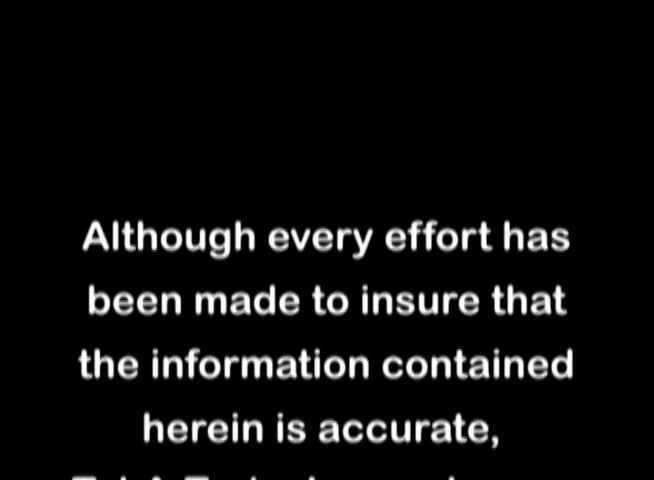 Although every effort has
been made to insure that
the information contained
herein is accurate,